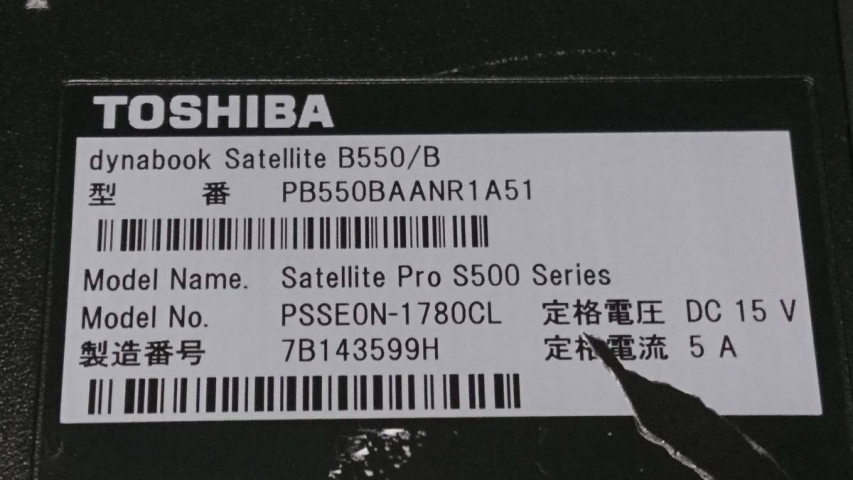 TOSHIBA
dynabook Satellite B550/B
型番 PB550BAANR1A51
Model Name. Satellite Pro S500 Series
Model No. PSSE0N-1780CL 定格電圧 DC 15 V
製造番号 7B143599H 定格電流 5 A